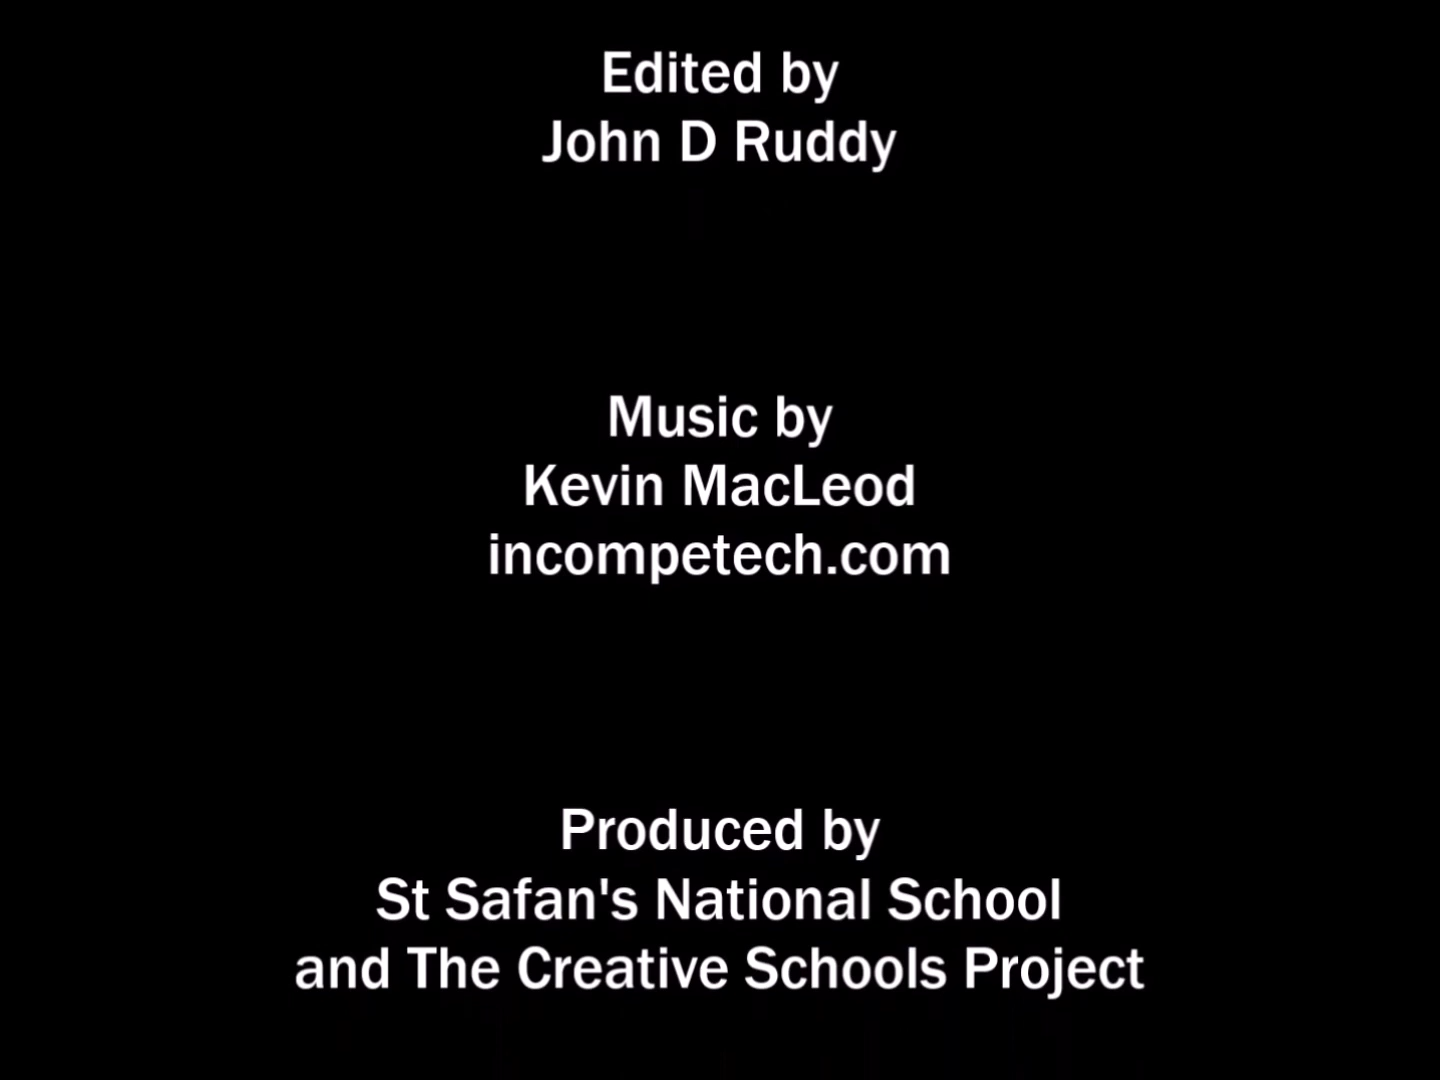 Edited by
John D Ruddy
Music by
Kevin MacLeod
incompetech.com
Produced by
St Safan's National School
and The Creative Schools Project